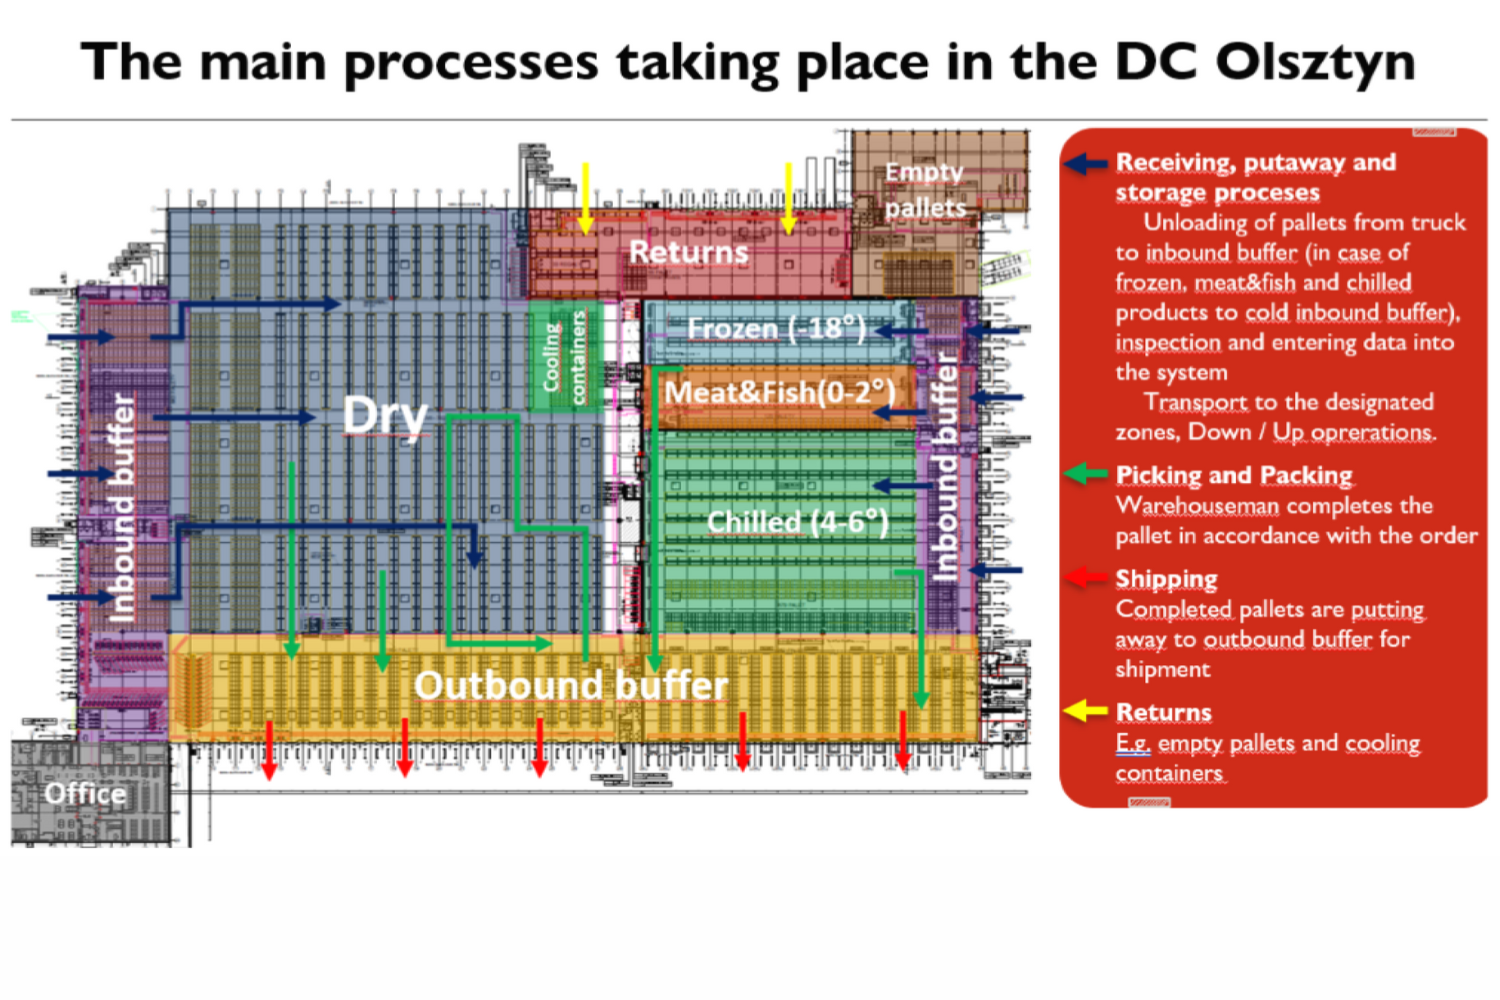 The main processes taking place in the DC Olsztyn
Empty
pallets
Returns
Cooling
containers
Frozen (-18°)
Meat&Fish(0-2°)
Dry
Inbound buffer
Inbound buffer
Chilled (4-6°)
Outbound buffer
Office
Receiving, putaway and
storage proceses
Unloading of pallets from truck
to inbound buffer (in case of
frozen, meat&fish and chilled
products to cold inbound buffer),
inspection and entering data into
the system
Transport to the designated
zones, Down / Up oprerations.
Picking and Packing
Warehouseman completes the
pallet in accordance with the order
Shipping
Completed pallets are putting
away to outbound buffer for
shipment
Returns
E.g. empty pallets and cooling
containers